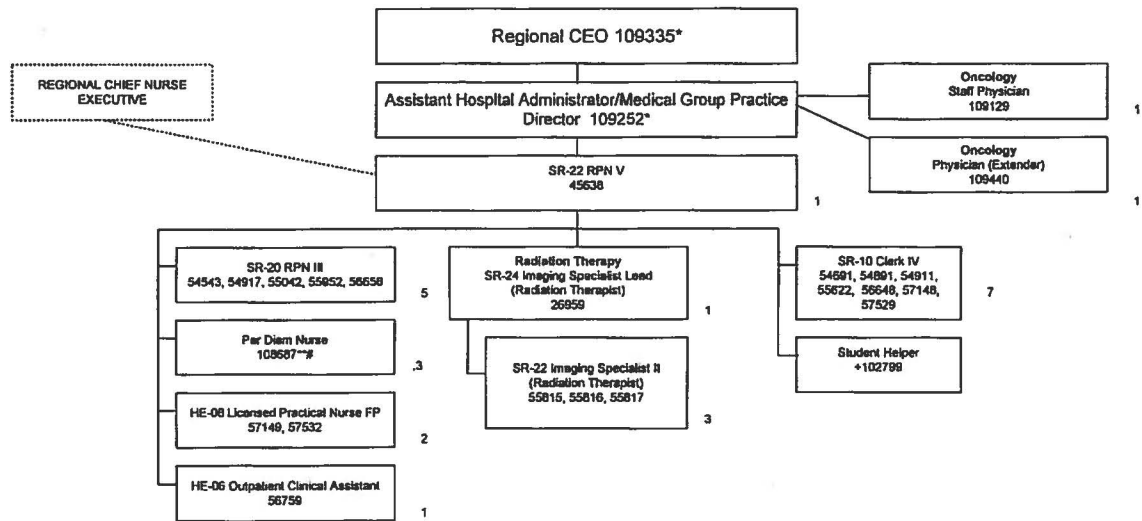 Regional CEO 109335*
REGIONAL CHIEF NURSE
EXECUTIVE
Assistant Hospital Administrator/Medical Group Practice
Director 109252*
Oncology
Staff Physician
109129
1
Oncology
Physician (Extender)
109440
1
SR-22 RPN V
45638
1
SR-20 RPN III
54543, 54917, 55042, 55952, 56658
5
Per Diem Nurse
108687**#
.3
HE-08 Licensed Practical Nurse FP
57149, 57532
2
HE-06 Outpatient Clinical Assistant
56759
1
Radiation Therapy
SR-24 Imaging Specialist Lead
(Radiation Therapist)
26959
1
SR-22 Imaging Specialist II
(Radiation Therapist)
55815, 55816, 55817
3
SR-10 Clerk IV
54691, 54891, 54911,
55622, 56648, 57148,
57529
7
Student Helper
+102799